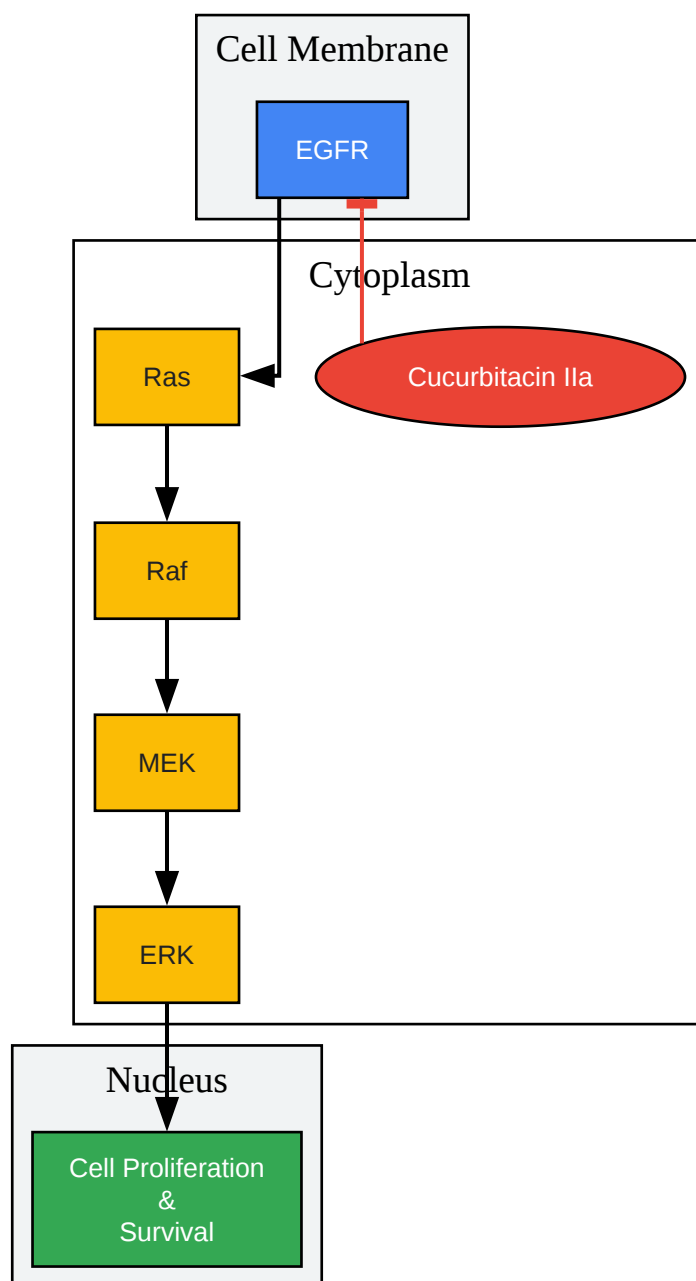 Cell Membrane
EGFR
Cytoplasm
Ras
Cucurbitacin IIa
Raf
MEK
ERK
Nucleus
Cell Proliferation
&
Survival